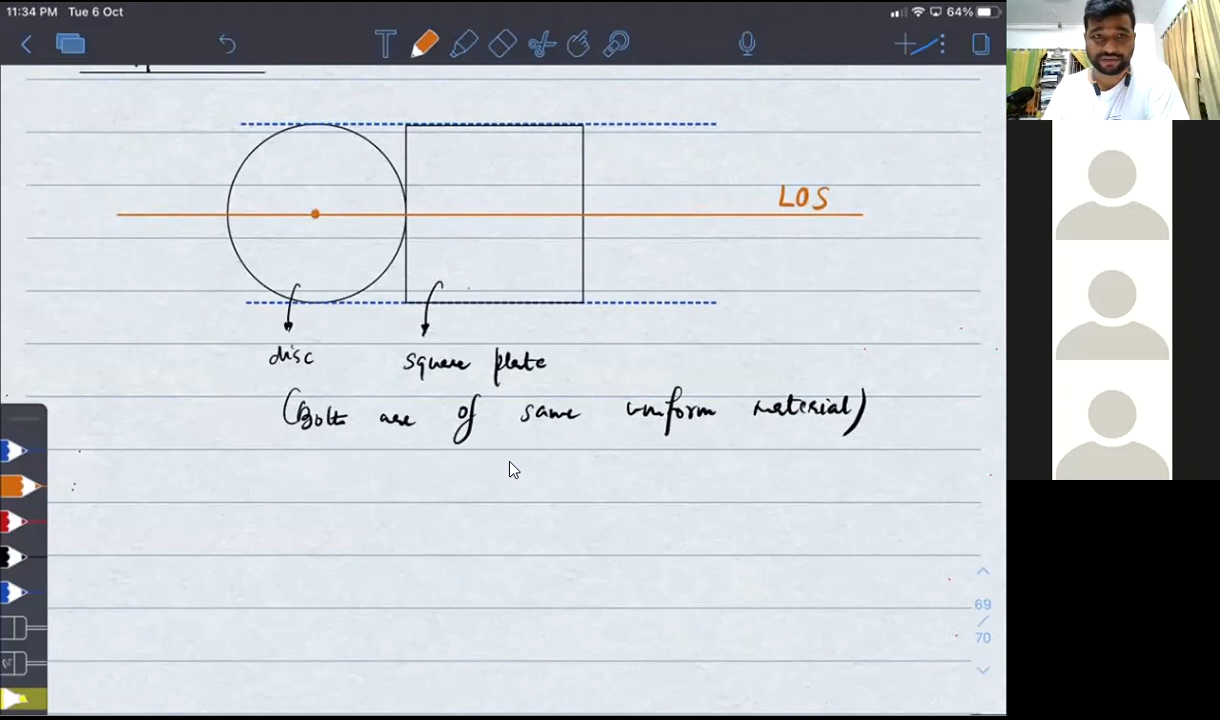 11:34 PM Tue 6 Oct
64%
T
LOS
disc
square plate
(Both are of same uniform material)
69
/
70